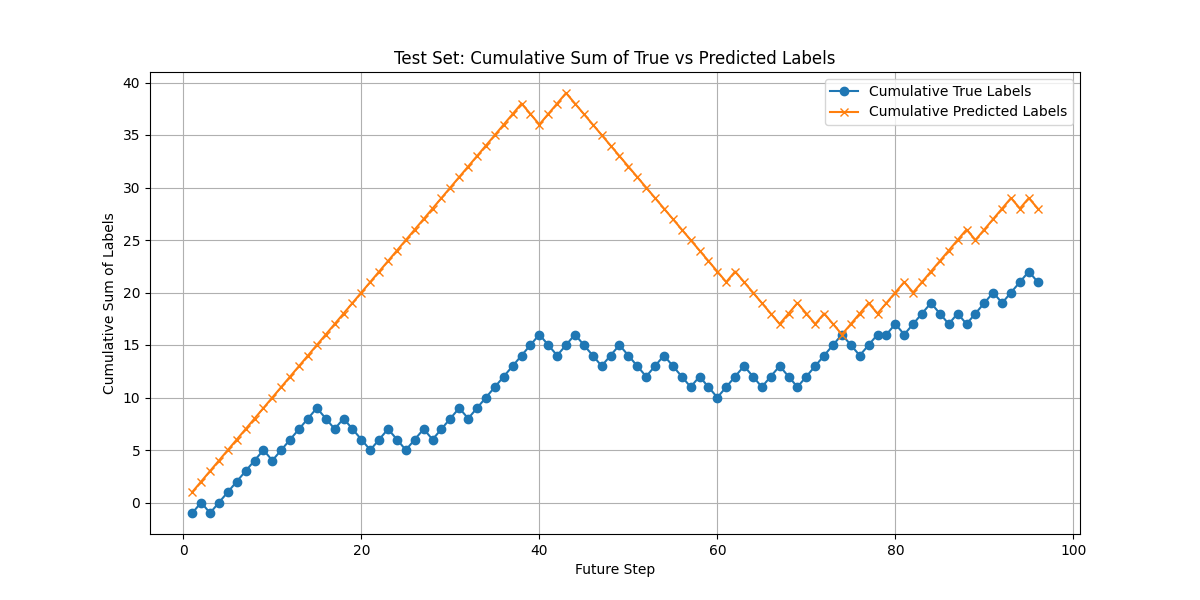 Test Set: Cumulative Sum of True vs Predicted Labels
Cumulative True Labels
Cumulative Predicted Labels
Cumulative Sum of Labels
40
35
30
25
20
15
10
5
0
0 20 40 60 80 100
Future Step